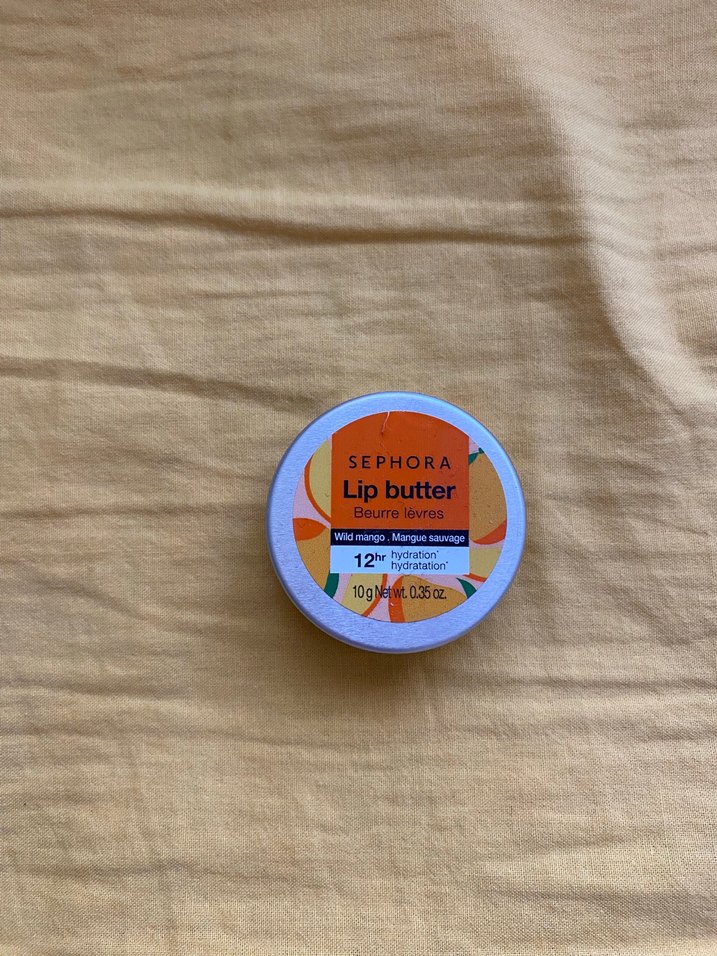 SEPHORA
Lip butter
Beurre lèvres
Wild mango . Mangue sauvage
12hr hydration*
hydratation*
10 g Net wt. 0.35 oz.